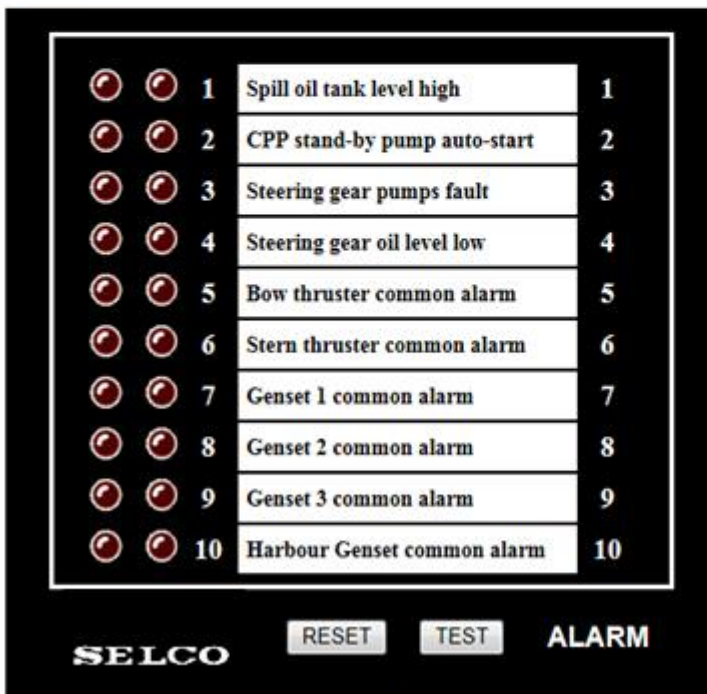 1 Spill oil tank level high 1
2 CPP stand-by pump auto-start 2
3 Steering gear pumps fault 3
4 Steering gear oil level low 4
5 Bow thruster common alarm 5
6 Stern thruster common alarm 6
7 Genset 1 common alarm 7
8 Genset 2 common alarm 8
9 Genset 3 common alarm 9
10 Harbour Genset common alarm 10
SELCO RESET TEST ALARM